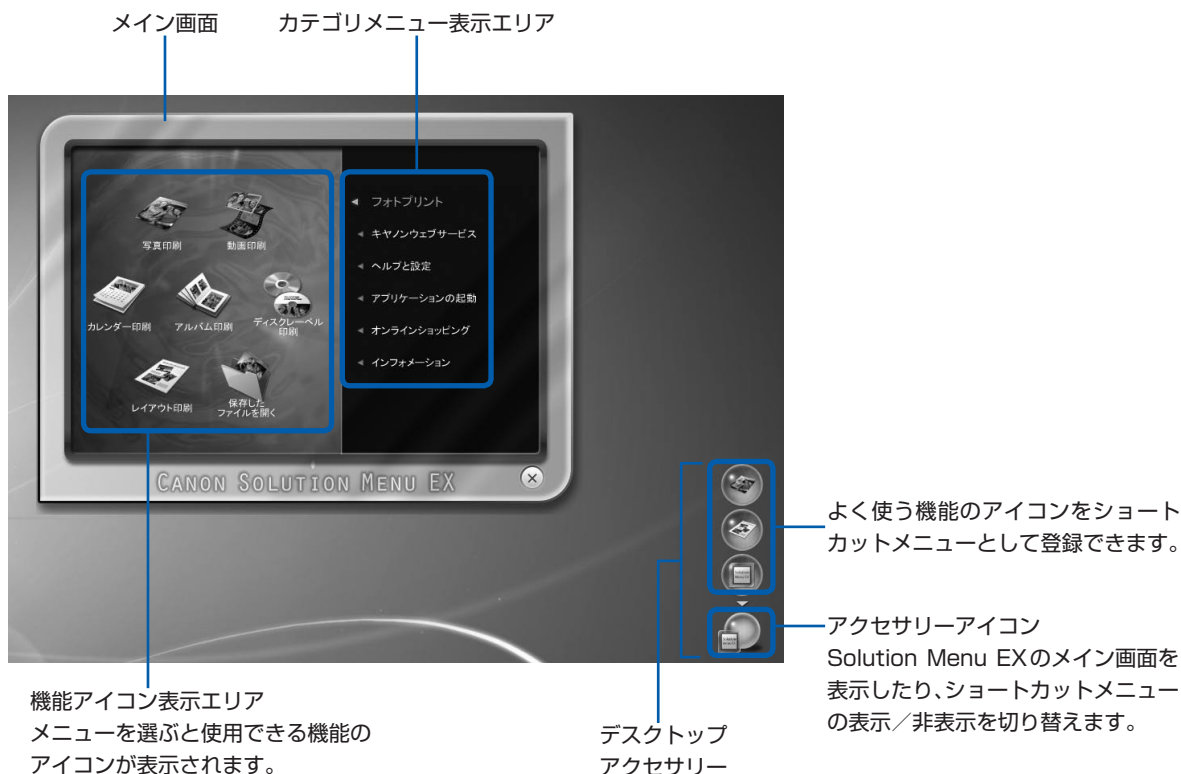 メイン画面
カテゴリメニュー表示エリア
写真印刷
動画印刷
カレンダー印刷
アルバム印刷
ディスクレーベル
印刷
レイアウト印刷
保存した
ファイルを開く
フォトプリント
キヤノンウェブサービス
ヘルプと設定
アプリケーションの起動
オンラインショッピング
インフォメーション
CANON SOLUTION MENU EX
よく使う機能のアイコンをショート
カットメニューとして登録できます。
アクセサリーアイコン
Solution Menu EXのメイン画面を
表示したり、ショートカットメニュー
の表示／非表示を切り替えます。
機能アイコン表示エリア
メニューを選ぶと使用できる機能の
アイコンが表示されます。
デスクトップ
アクセサリー